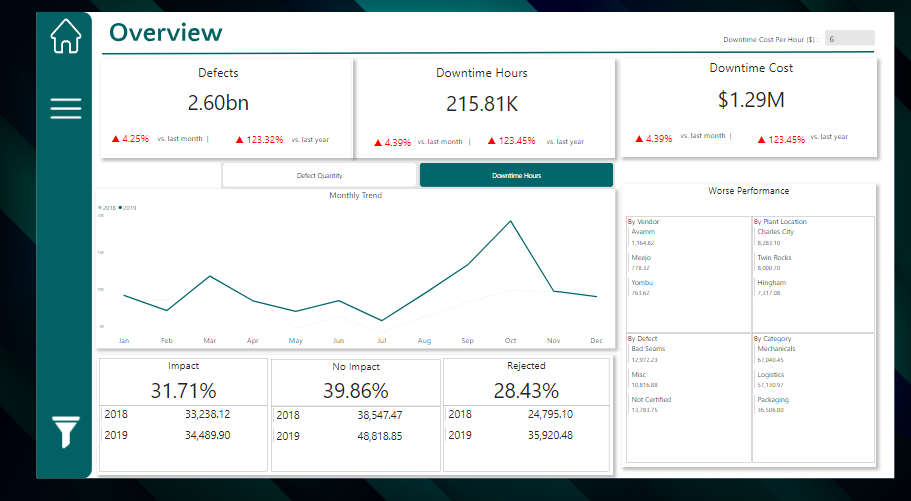 Overview
Downtime Cost Per Hour ($) : 6
Defects
2.60bn
▲ 4.25% vs. last month | ▲ 123.32% vs. last year
Downtime Hours
215.81K
▲ 4.39% vs. last month | ▲ 123.45% vs. last year
Downtime Cost
$1.29M
▲ 4.39% vs. last month | ▲ 123.45% vs. last year
Defect Quantity
Downtime Hours
Monthly Trend
2018 2019
Jan Feb Mar Apr May Jun Jul Aug Sep Oct Nov Dec
Worse Performance
By Vendor
Avamm
1,164.82
Meejo
778.32
Yombu
763.62
By Plant Location
Charles City
8,283.10
Twin Rocks
8,000.70
Hingham
7,317.08
By Defect
Bad Seams
12,972.23
Misc
10,816.88
Not Certified
13,783.75
By Category
Mechanicals
67,040.45
Logistics
57,130.97
Packaging
36,506.80
Impact
31.71%
2018 33,238.12
2019 34,489.90
No Impact
39.86%
2018 38,547.47
2019 48,818.85
Rejected
28.43%
2018 24,795.10
2019 35,920.48